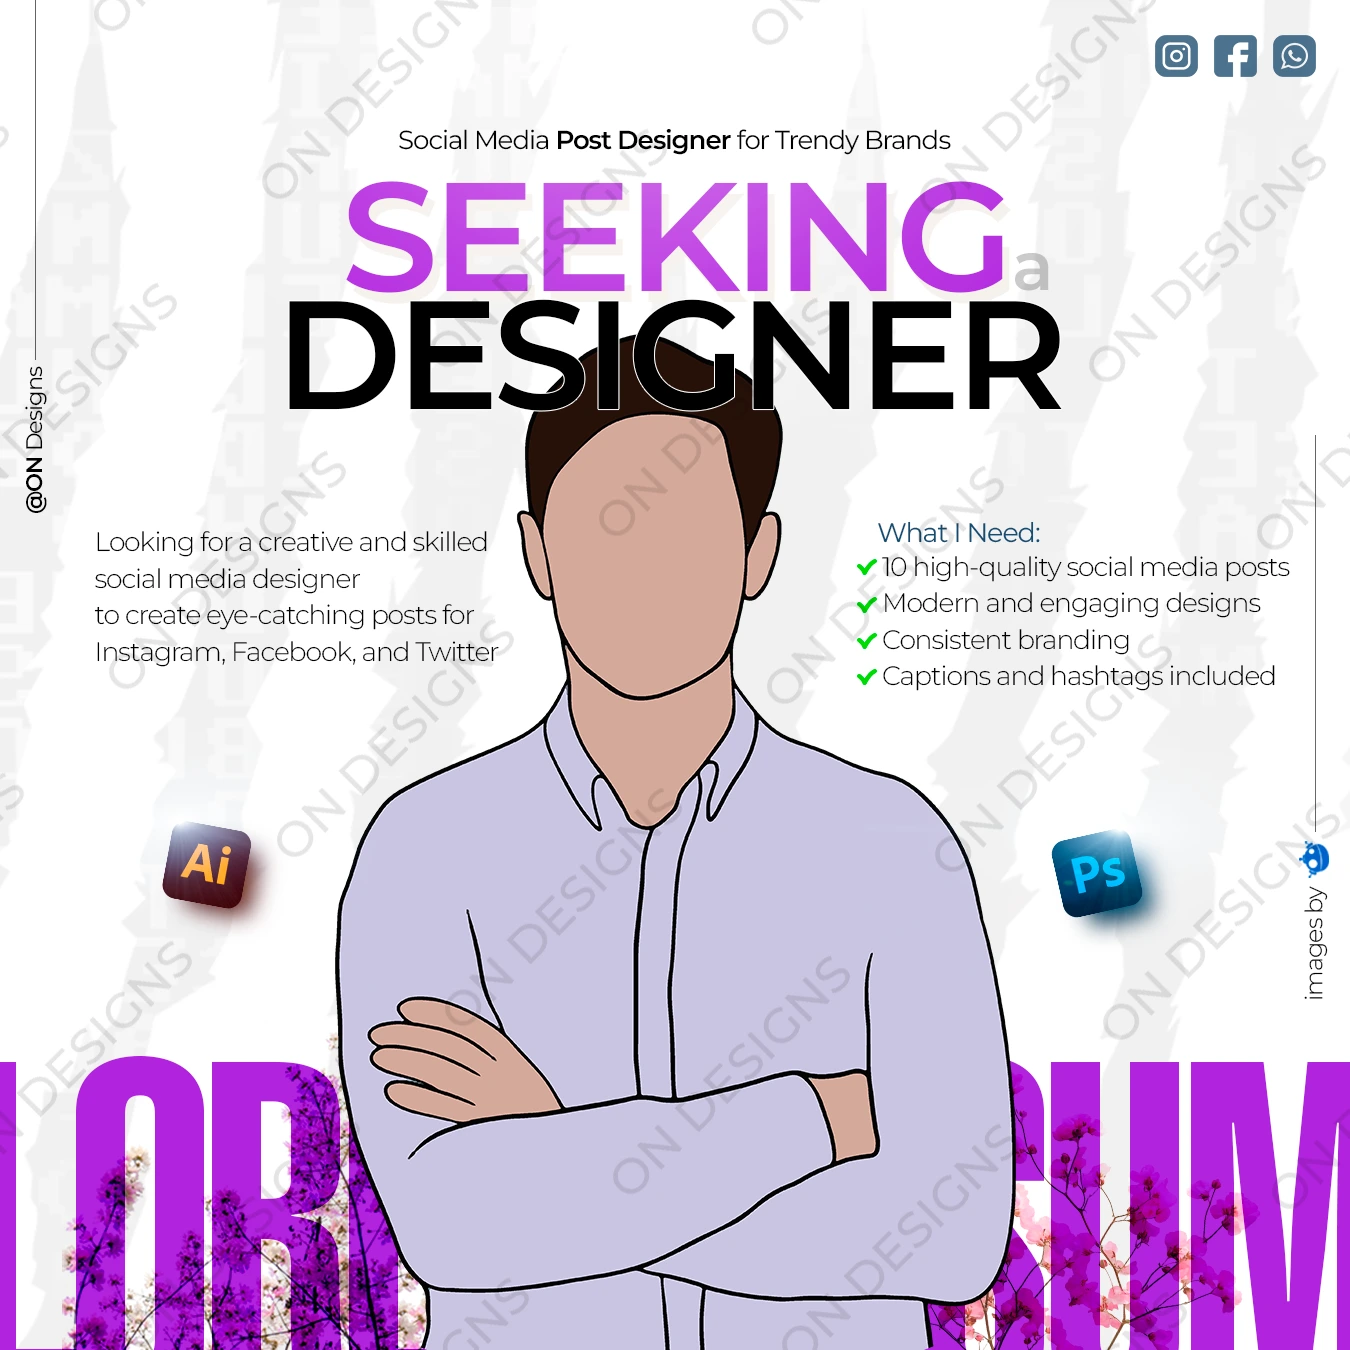 Social Media Post Designer for Trendy Brands
SEEKING a
DESIGNER
@ON Designs
Looking for a creative and skilled
social media designer
to create eye-catching posts for
Instagram, Facebook, and Twitter
What I Need:
10 high-quality social media posts
Modern and engaging designs
Consistent branding
Captions and hashtags included
Ai
Ps
images by
ON DESIGNS